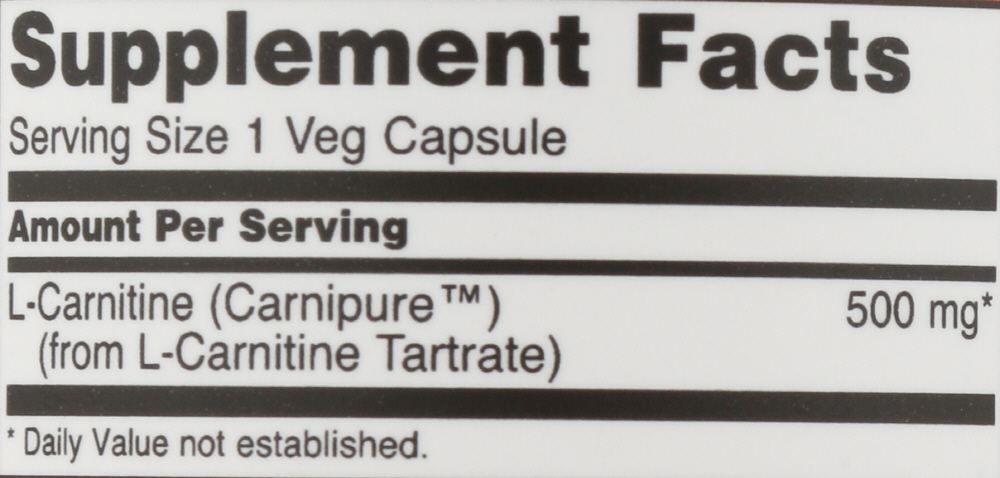 Supplement Facts
Serving Size 1 Veg Capsule
Amount Per Serving
L-Carnitine (Carnipure™) 500 mg*
(from L-Carnitine Tartrate)
* Daily Value not established.